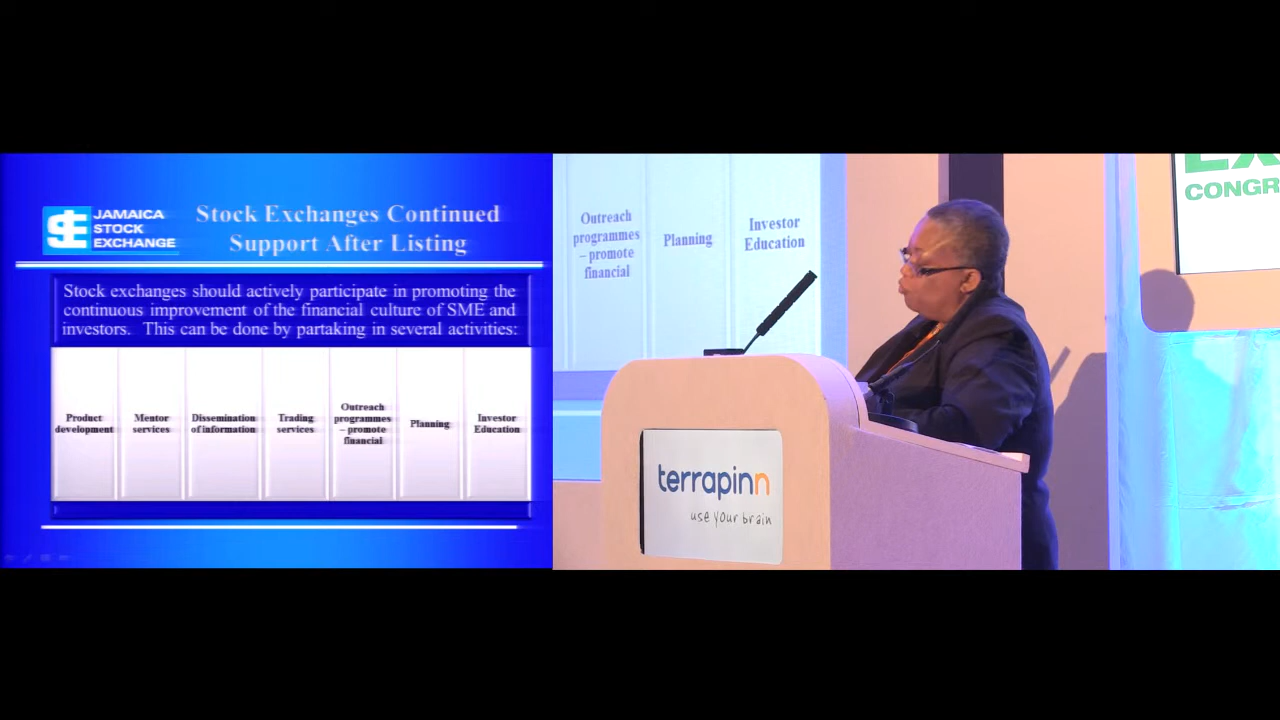 JAMAICA
STOCK
EXCHANGE
Stock Exchanges Continued
Support After Listing
Stock exchanges should actively participate in promoting the
continuous improvement of the financial culture of SME and
investors. This can be done by partaking in several activities:
Product
development
Mentor
services
Dissemination
of information
Trading
services
Outreach
programmes
– promote
financial
Planning
Investor
Education
Outreach
programmes
– promote
financial
Planning
Investor
Education
terrapinn
use your brain
EX
CONGR